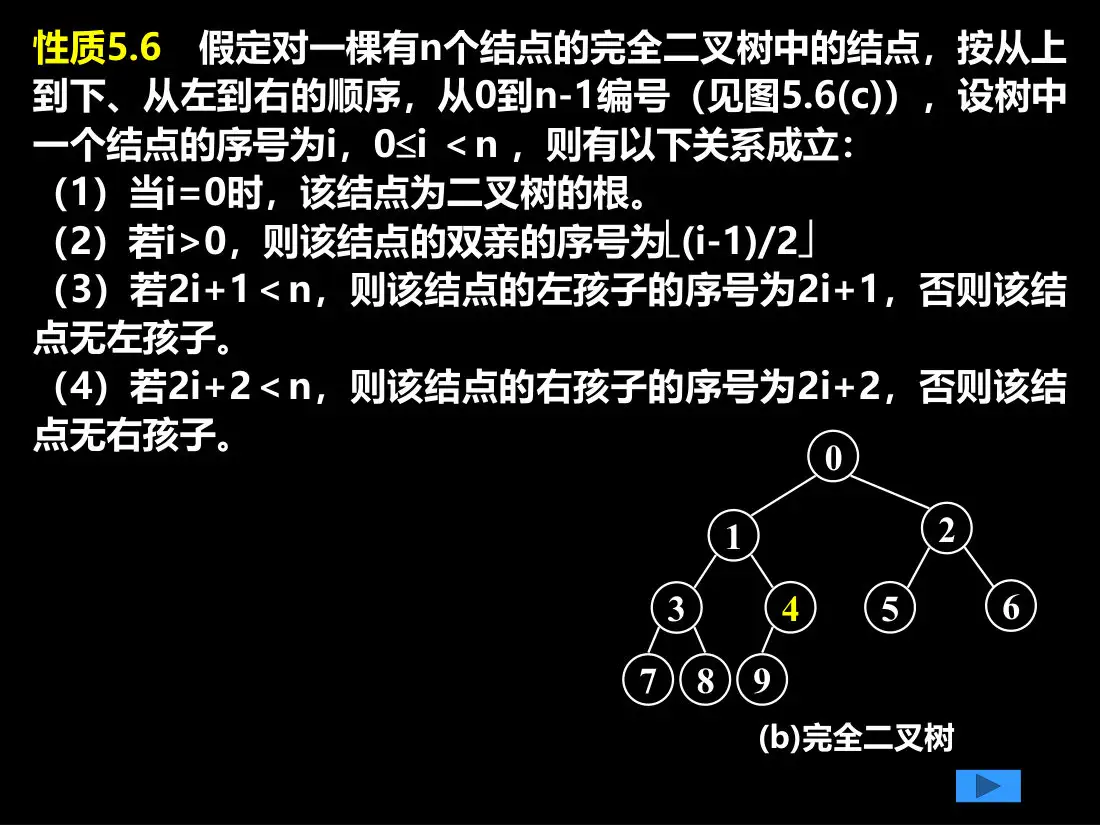 性质5.6 假定对一棵有n个结点的完全二叉树中的结点，按从上
到下、从左到右的顺序，从0到n-1编号（见图5.6(c)），设树中
一个结点的序号为i，0≤i ＜n ，则有以下关系成立：
（1）当i=0时，该结点为二叉树的根。
（2）若i>0，则该结点的双亲的序号为⌊(i-1)/2⌋
（3）若2i+1＜n，则该结点的左孩子的序号为2i+1，否则该结
点无左孩子。
（4）若2i+2＜n，则该结点的右孩子的序号为2i+2，否则该结
点无右孩子。
0
1 2
3 4 5 6
7 8 9
(b)完全二叉树